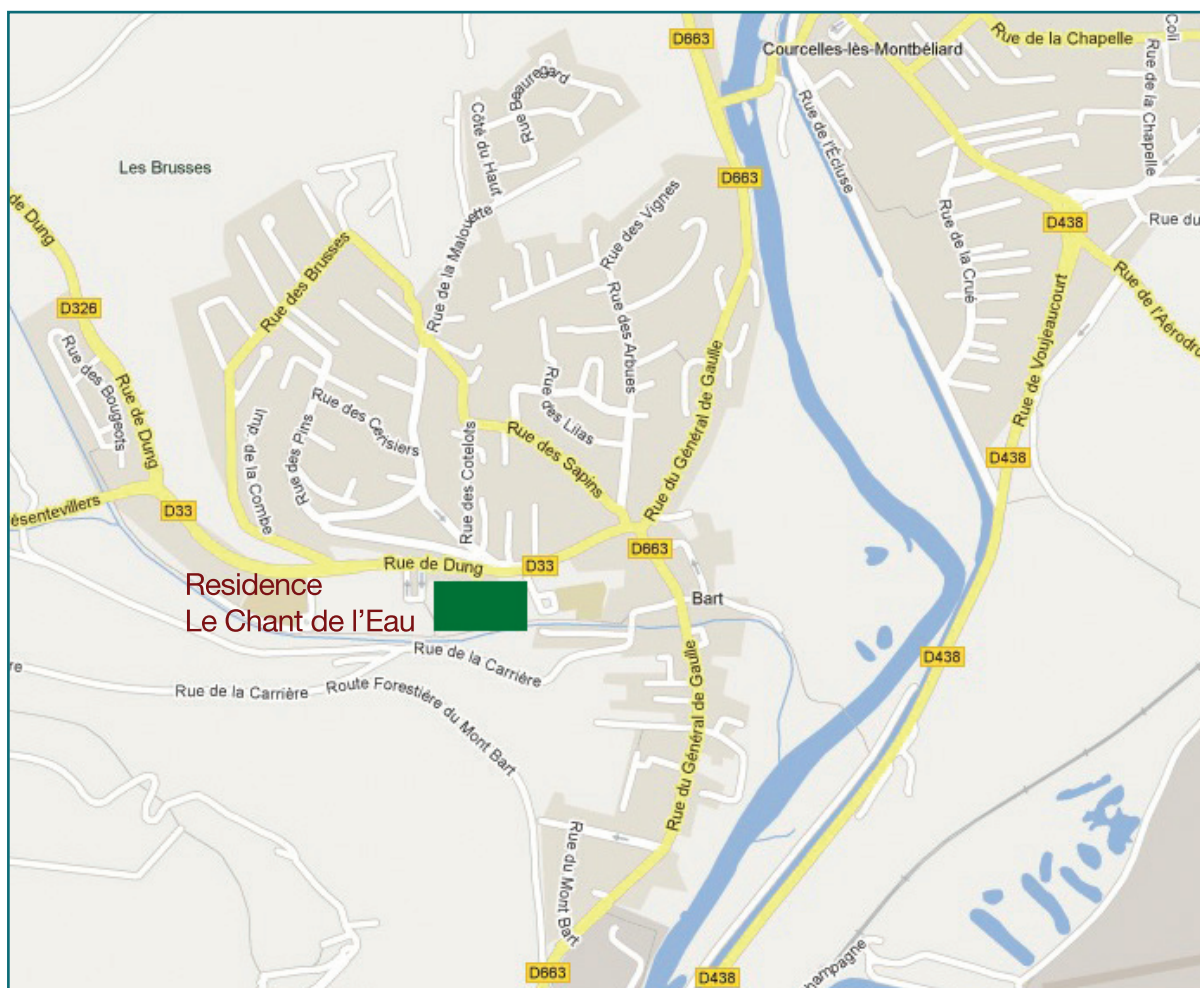 D663
Courcelles-lès-Montbéliard
Rue de la Chapelle
Coli
Rue de la Chapelle
Rue Beauregard
Côté du Haut
Rue de l'Écluse
Les Brusses
D663
Rue des Vignes
de Dung
Rue de la Malouette
Rue de la Crué
D438
Rue du
Rue des Brusses
D326
Rue des Arbues
Rue de l'Aérodro
Rue de Voujeaucourt
Rue des Bougeots
Rue de Dung
Rue du Général de Gaulle
Rue des Lilas
Rue des Cerisiers
Imp. de la Combe
Rue des Pins
Rue des Cotelots
Rue des Sapins
D438
ésentevillers
D33
D663
Rue de Dung
D33
Residence
Le Chant de l'Eau
Bart
Rue de la Carrière
D438
re
Rue de la Carrière
Route Forestière du Mont Bart
Rue du Général de Gaulle
Rue du Mont Bart
hampagne
D663
D438